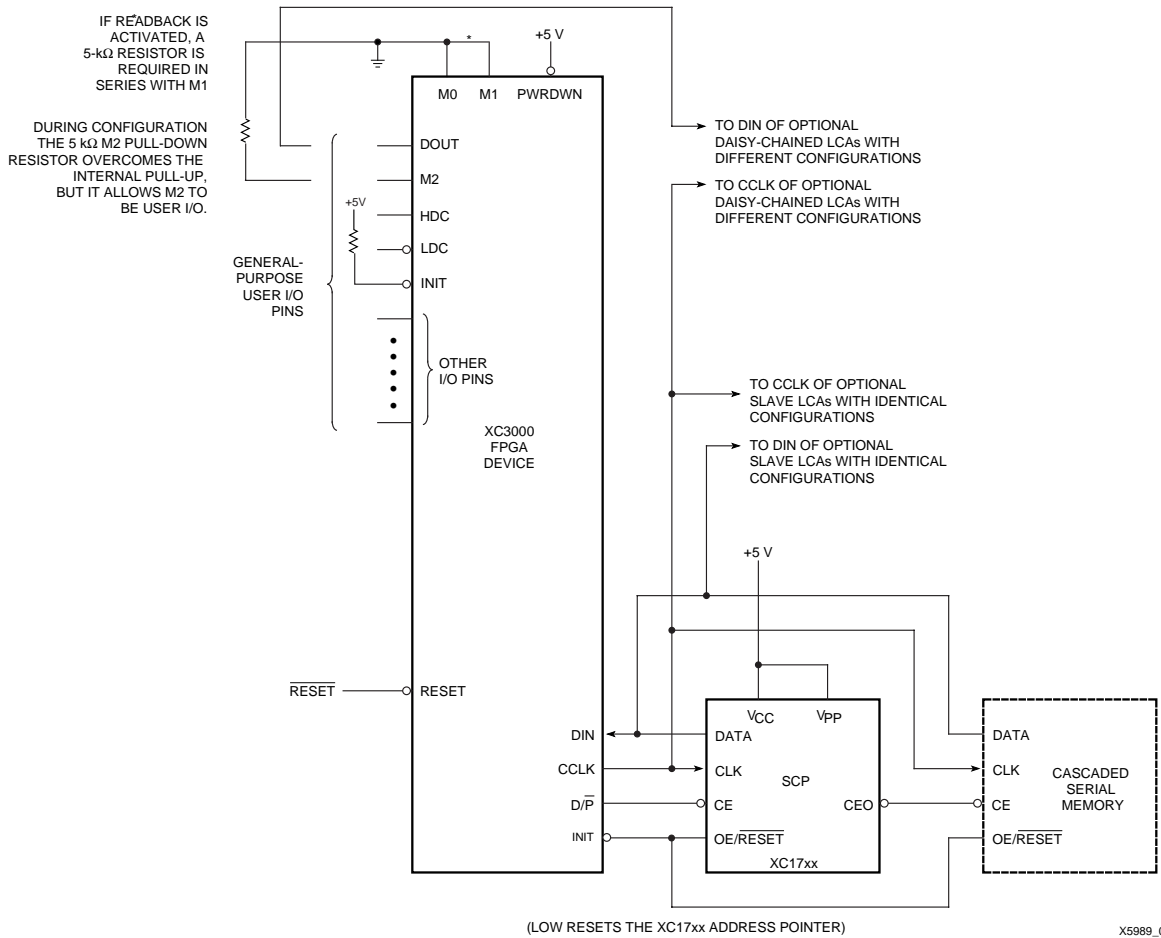 *
IF READBACK IS
ACTIVATED, A
5-kΩ RESISTOR IS
REQUIRED IN
SERIES WITH M1
*
+5 V
M0
M1
PWRDWN
DURING CONFIGURATION
THE 5 kΩ M2 PULL-DOWN
RESISTOR OVERCOMES THE
INTERNAL PULL-UP,
BUT IT ALLOWS M2 TO
BE USER I/O.
DOUT
M2
HDC
LDC
INIT
+5V
GENERAL-
PURPOSE
USER I/O
PINS
OTHER
I/O PINS
XC3000
FPGA
DEVICE
TO DIN OF OPTIONAL
DAISY-CHAINED LCAs WITH
DIFFERENT CONFIGURATIONS
TO CCLK OF OPTIONAL
DAISY-CHAINED LCAs WITH
DIFFERENT CONFIGURATIONS
TO CCLK OF OPTIONAL
SLAVE LCAs WITH IDENTICAL
CONFIGURATIONS
TO DIN OF OPTIONAL
SLAVE LCAs WITH IDENTICAL
CONFIGURATIONS
+5 V
RESET
RESET
DIN
CCLK
D/P
INIT
VCC
VPP
DATA
CLK
SCP
CE
CEO
OE/RESET
XC17xx
DATA
CLK
CE
OE/RESET
CASCADED
SERIAL
MEMORY
(LOW RESETS THE XC17xx ADDRESS POINTER)